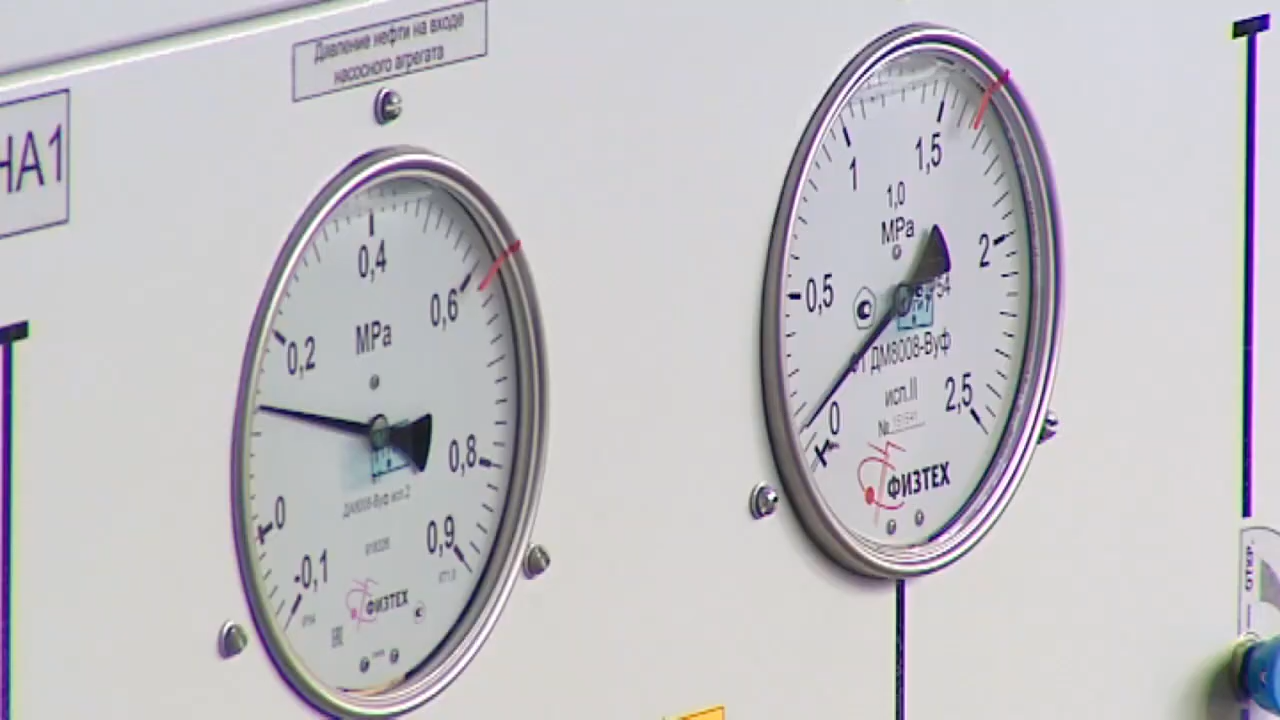 Давление нефти на входе
насосного агрегата
НА1
0,4
0,6
0,2
MPa
0,8
0
0,9
-0,1
ФИЗТЕХ
1
1,5
1,0
MPa
2
0,5
ДМ8008-Вуф
исп.II
2,5
0
№
ФИЗТЕХ
ОТКР.